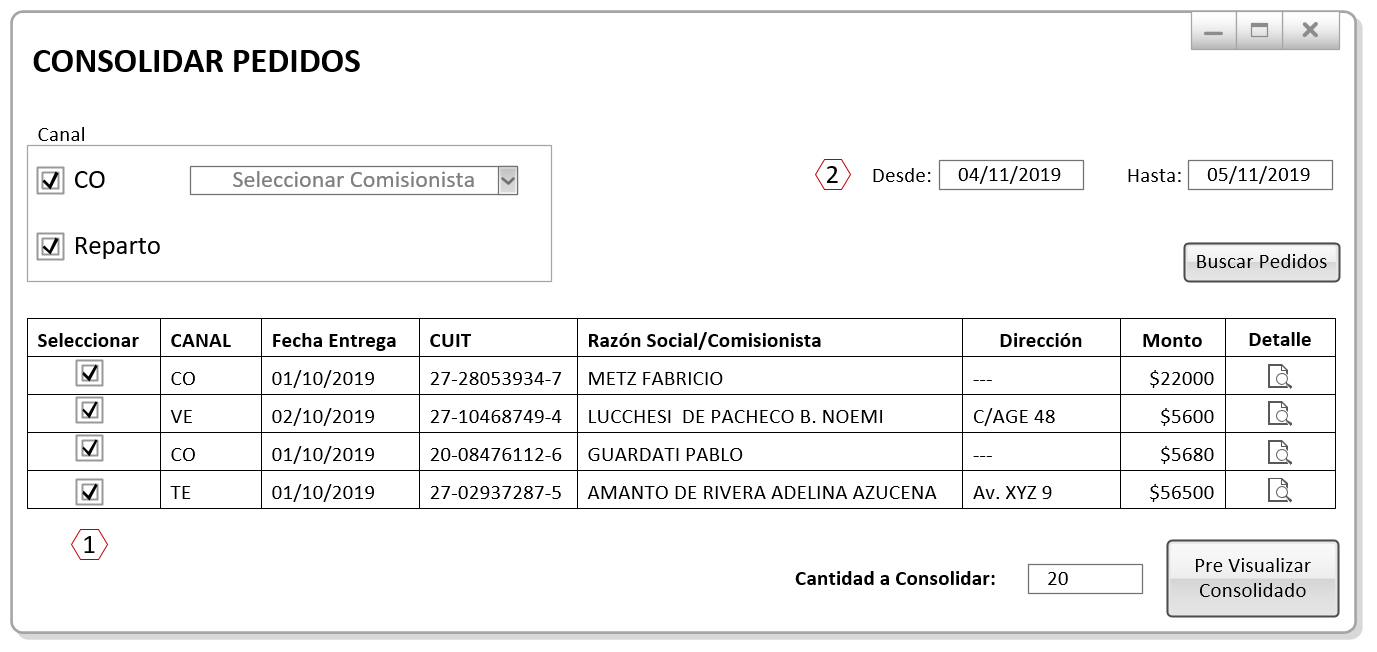 CONSOLIDAR PEDIDOS
Canal
CO Seleccionar Comisionista
2 Desde: 04/11/2019 Hasta: 05/11/2019
Reparto
Buscar Pedidos
Seleccionar CANAL Fecha Entrega CUIT Razón Social/Comisionista Dirección Monto Detalle
CO 01/10/2019 27-28053934-7 METZ FABRICIO --- $22000
VE 02/10/2019 27-10468749-4 LUCCHESI DE PACHECO B. NOEMI C/AGE 48 $5600
CO 01/10/2019 20-08476112-6 GUARDATI PABLO --- $5680
TE 01/10/2019 27-02937287-5 AMANTO DE RIVERA ADELINA AZUCENA Av. XYZ 9 $56500
1
Cantidad a Consolidar: 20
Pre Visualizar
Consolidado